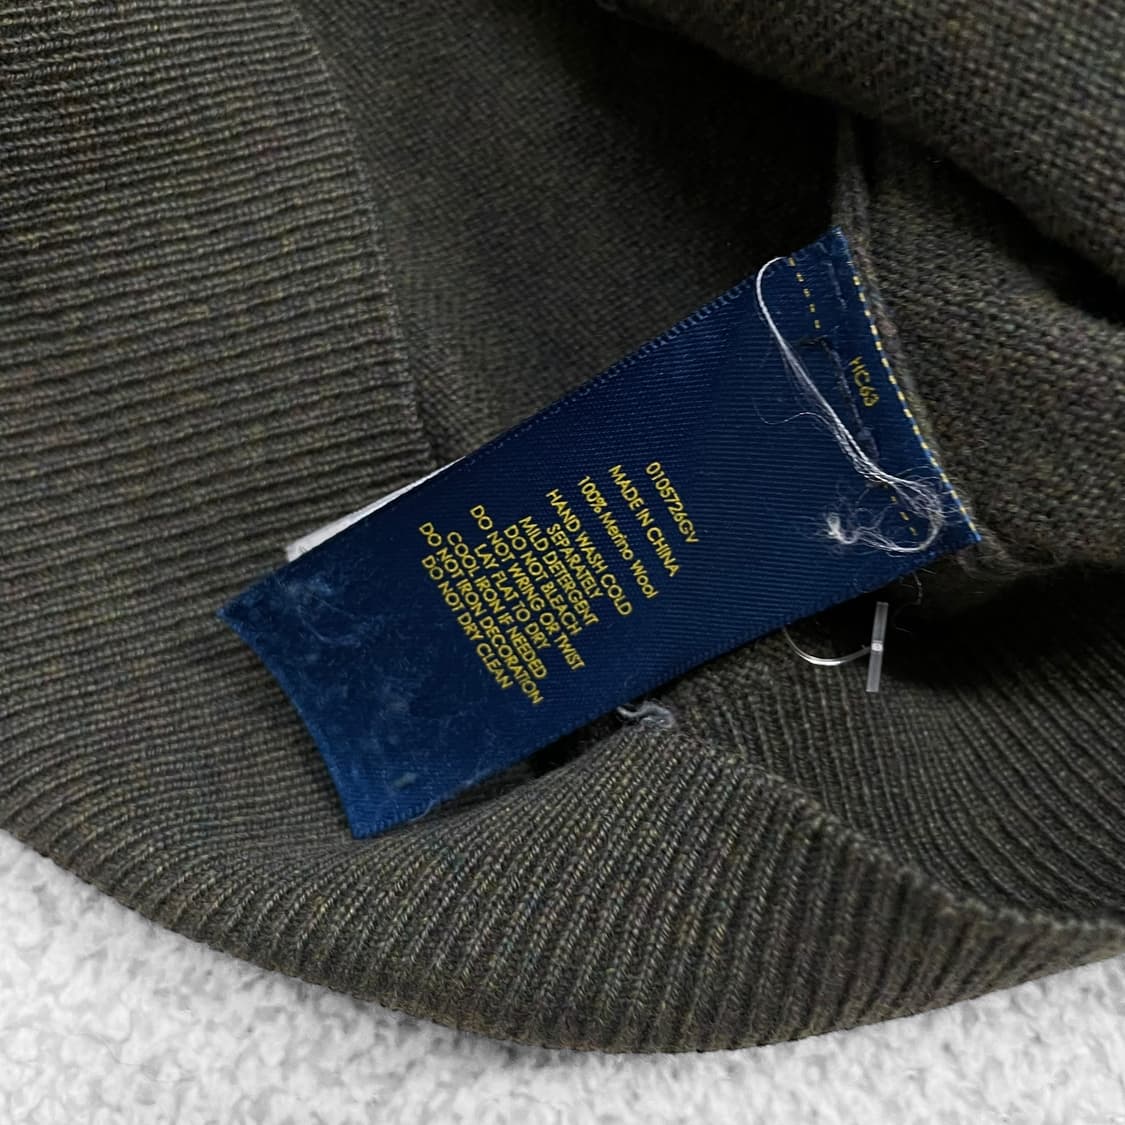 HC63
0105726GV
MADE IN CHINA
100% Merino Wool
HAND WASH COLD
SEPARATELY
MILD DETERGENT
DO NOT BLEACH
DO NOT WRING OR TWIST
LAY FLAT TO DRY
COOL IRON IF NEEDED
DO NOT IRON DECORATION
DO NOT DRY CLEAN